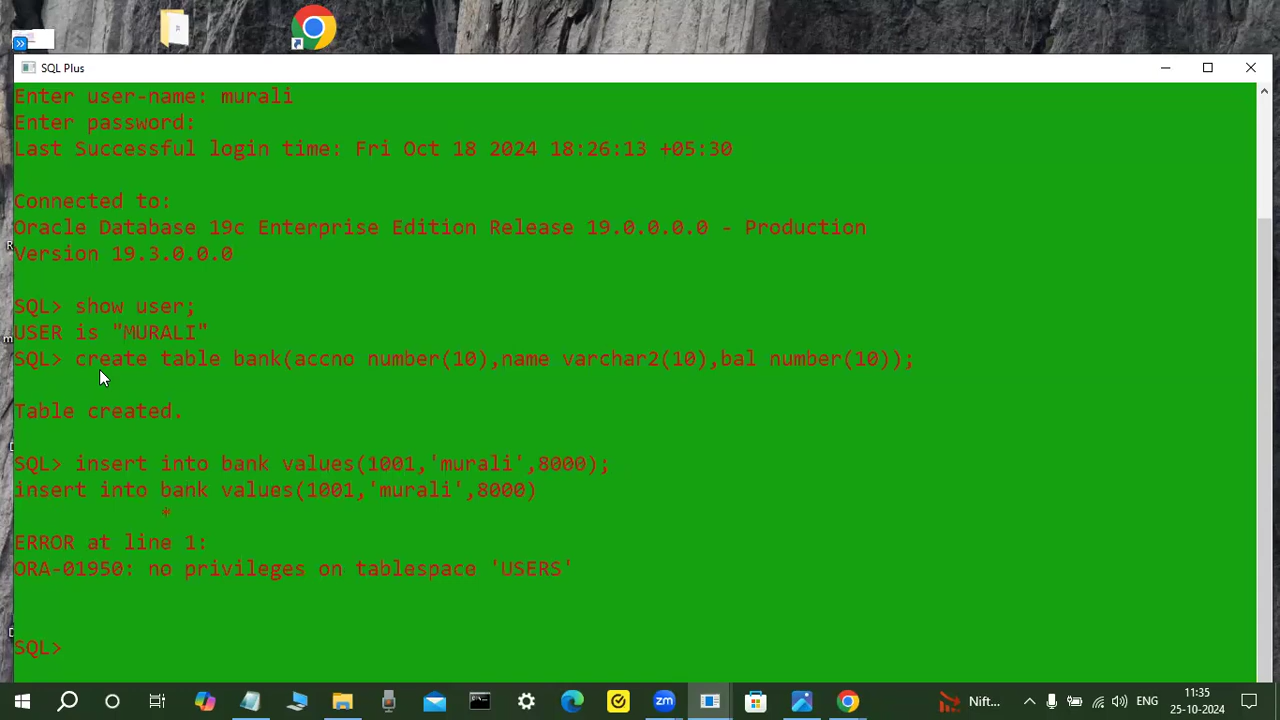 SQL Plus
Enter user-name: murali
Enter password:
Last Successful login time: Fri Oct 18 2024 18:26:13 +05:30
Connected to:
Oracle Database 19c Enterprise Edition Release 19.0.0.0.0 - Production
Version 19.3.0.0.0
SQL> show user;
USER is "MURALI"
SQL> create table bank(accno number(10),name varchar2(10),bal number(10));
Table created.
SQL> insert into bank values(1001,'murali',8000);
insert into bank values(1001,'murali',8000)
*
ERROR at line 1:
ORA-01950: no privileges on tablespace 'USERS'
SQL>
zm
Nift...
ENG
11:35
25-10-2024